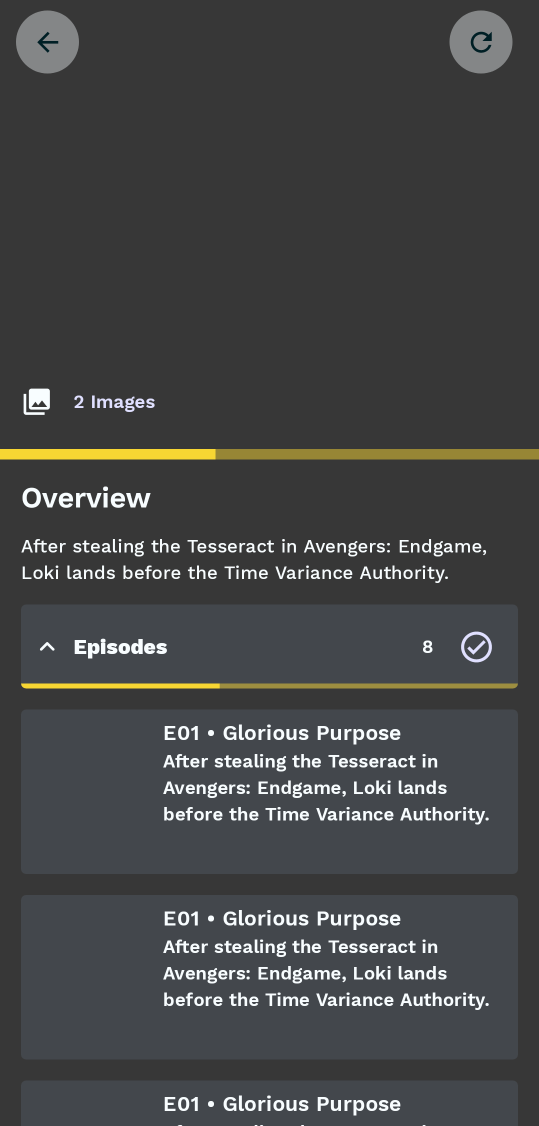 2 Images
Overview
After stealing the Tesseract in Avengers: Endgame,
Loki lands before the Time Variance Authority.
Episodes 8
E01 • Glorious Purpose
After stealing the Tesseract in
Avengers: Endgame, Loki lands
before the Time Variance Authority.
E01 • Glorious Purpose
After stealing the Tesseract in
Avengers: Endgame, Loki lands
before the Time Variance Authority.
E01 • Glorious Purpose